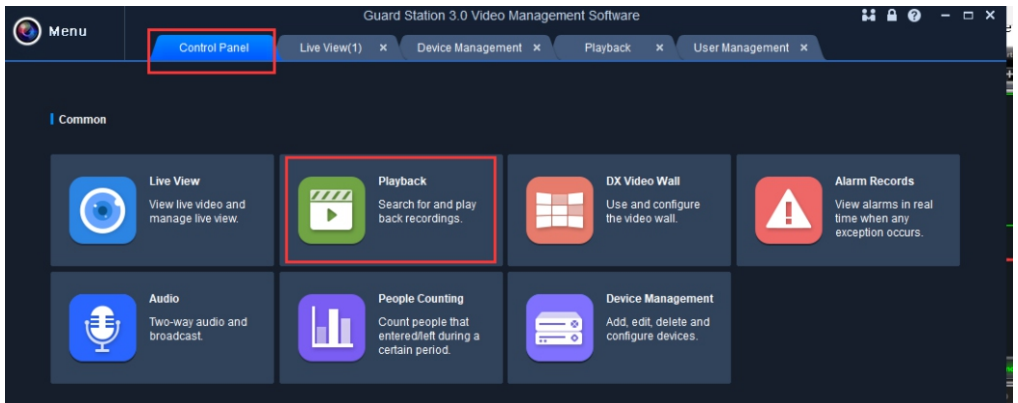 Guard Station 3.0 Video Management Software
Menu
Control Panel
Live View(1)
Device Management
Playback
User Management
Common
Live View
View live video and
manage live view.
Playback
Search for and play
back recordings.
DX Video Wall
Use and configure
the video wall.
Alarm Records
View alarms in real
time when any
exception occurs.
Audio
Two-way audio and
broadcast.
People Counting
Count people that
entered/left during a
certain period.
Device Management
Add, edit, delete and
configure devices.